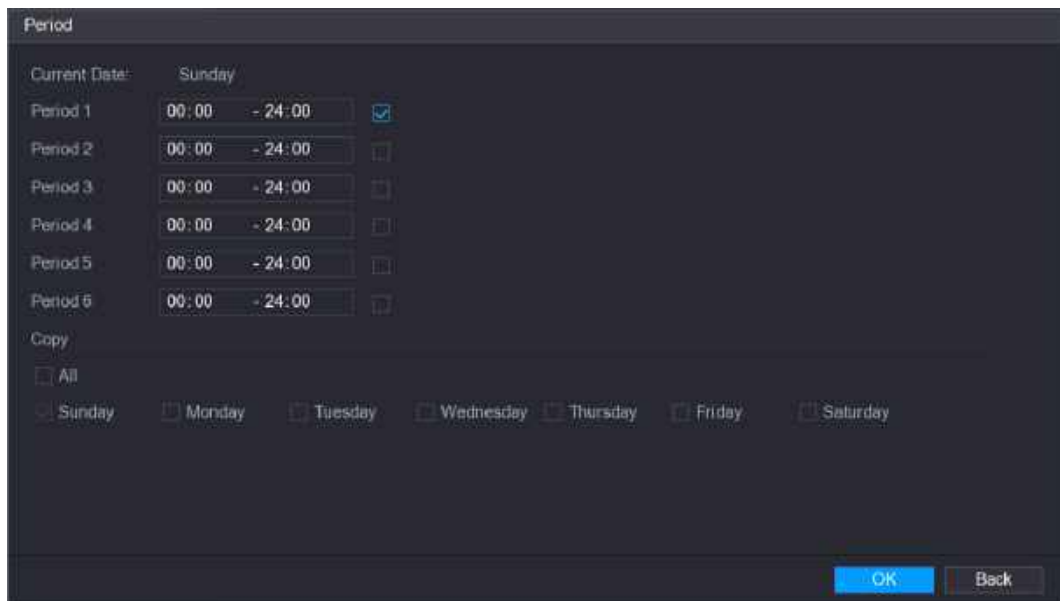 Period
Current Date: Sunday
Period 1 00:00 - 24:00
Period 2 00:00 - 24:00
Period 3 00:00 - 24:00
Period 4 00:00 - 24:00
Period 5 00:00 - 24:00
Period 6 00:00 - 24:00
Copy
All
Sunday Monday Tuesday Wednesday Thursday Friday Saturday
OK Back